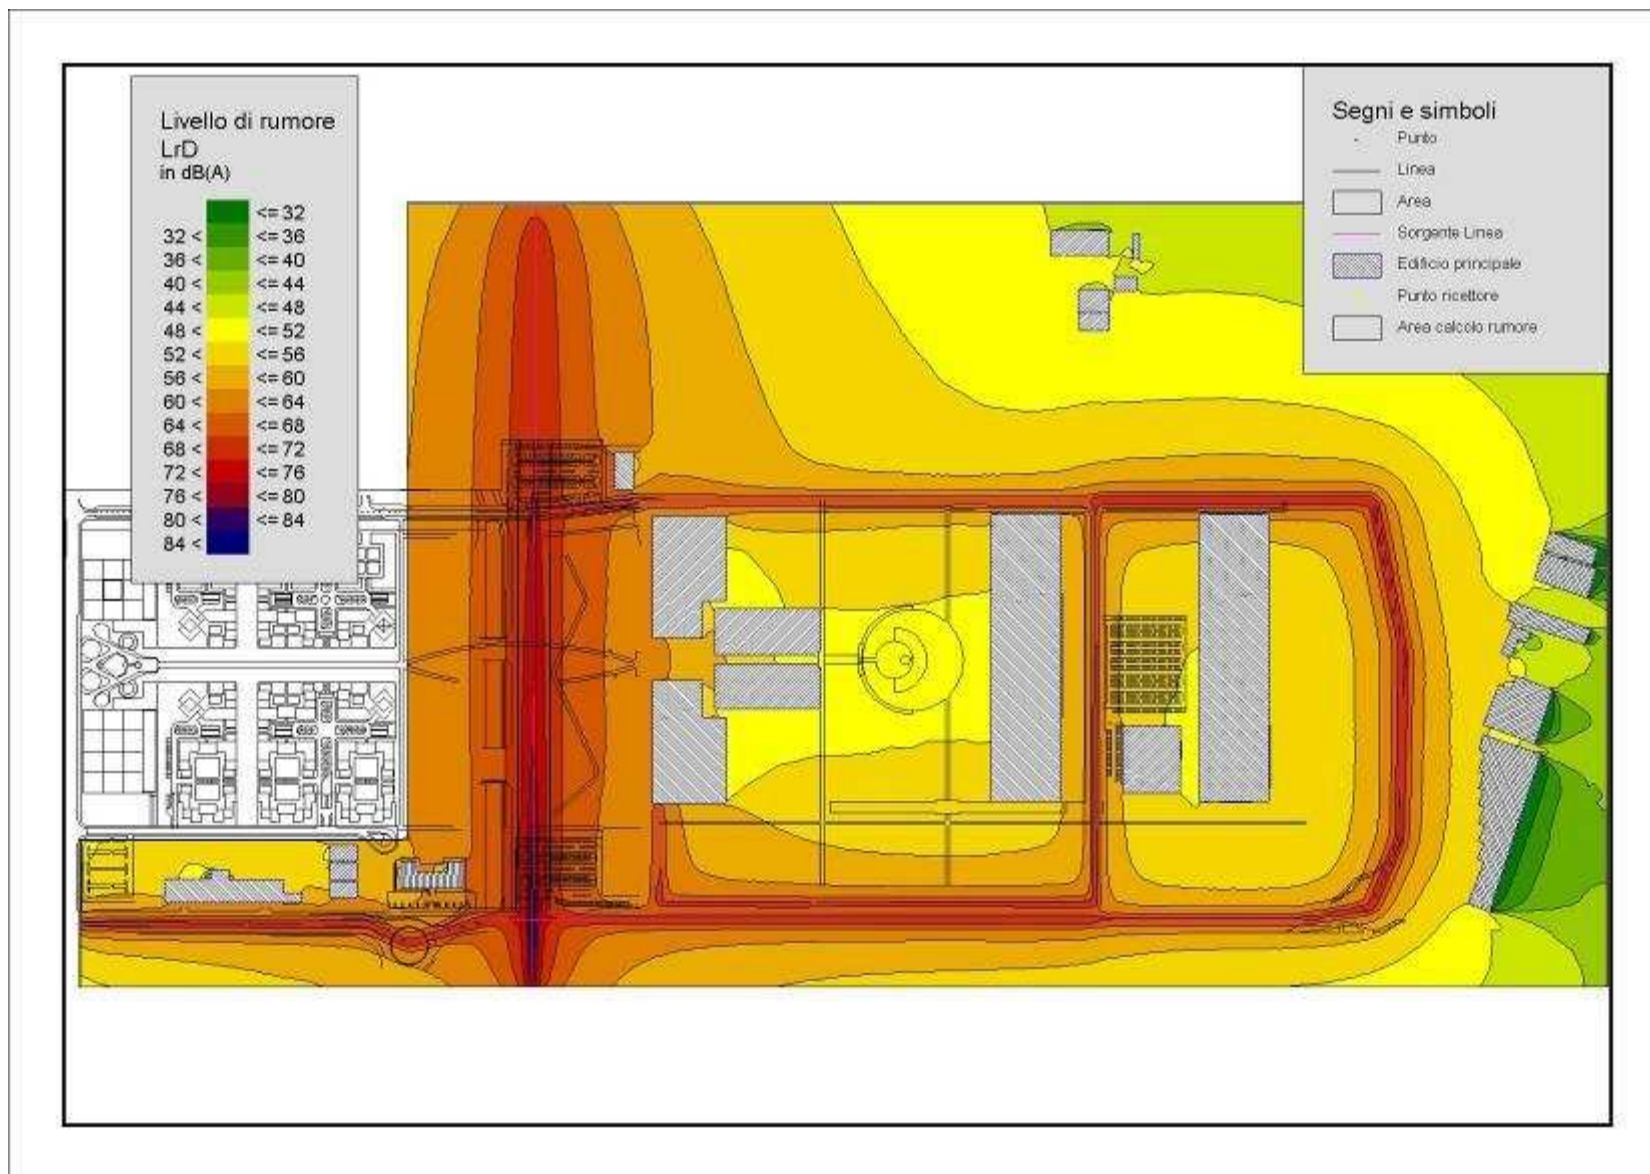 Livello di rumore
LrD
in dB(A)
<= 32
32 < <= 36
36 < <= 40
40 < <= 44
44 < <= 48
48 < <= 52
52 < <= 56
56 < <= 60
60 < <= 64
64 < <= 68
68 < <= 72
72 < <= 76
76 < <= 80
80 < <= 84
84 <
Segni e simboli
Punto
Linea
Area
Sorgente Linea
Edificio principale
Punto ricettore
Area calcolo rumore